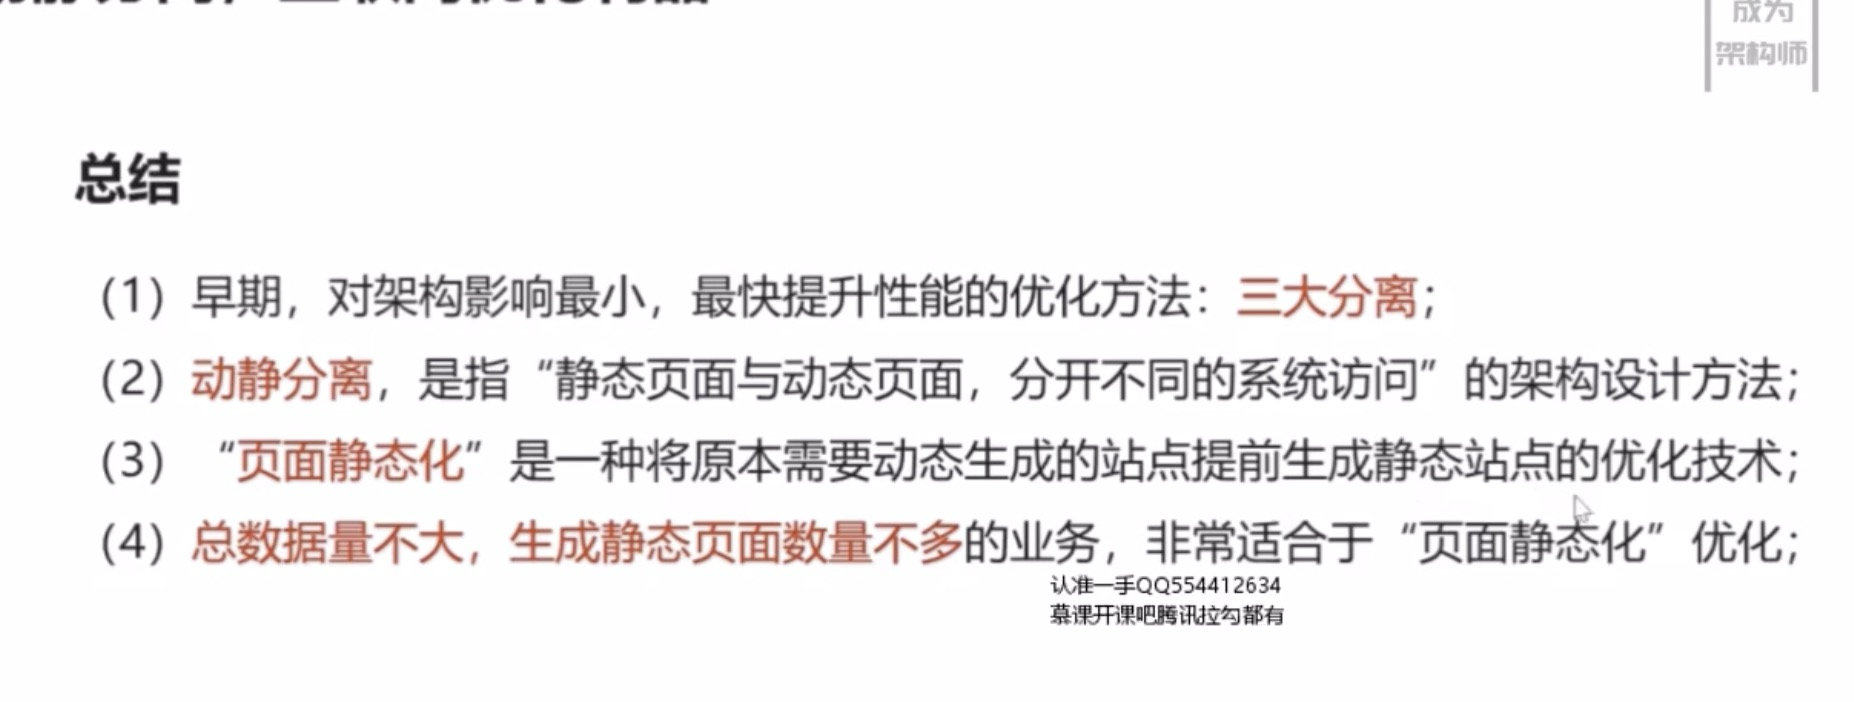 成为
架构师
总结
（1）早期，对架构影响最小，最快提升性能的优化方法：三大分离；
（2）动静分离，是指“静态页面与动态页面，分开不同的系统访问”的架构设计方法；
（3）“页面静态化”是一种将原本需要动态生成的站点提前生成静态站点的优化技术；
（4）总数据量不大，生成静态页面数量不多的业务，非常适合于“页面静态化”优化；
认准一手QQ554412634
慕课开课吧腾讯拉勾都有